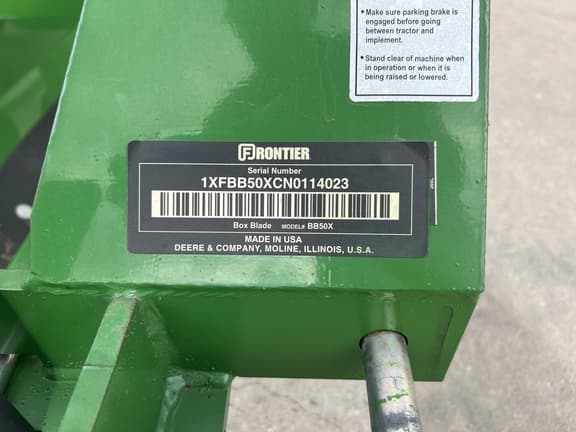 • Make sure parking brake is
engaged before going
between tractor and
implement.
• Stand clear of machine when
in operation or when it is
being raised or lowered.
FRONTIER
Serial Number
1XFBB50XCN0114023
Box Blade MODEL# BB50X
MADE IN USA
DEERE & COMPANY, MOLINE, ILLINOIS, U.S.A.